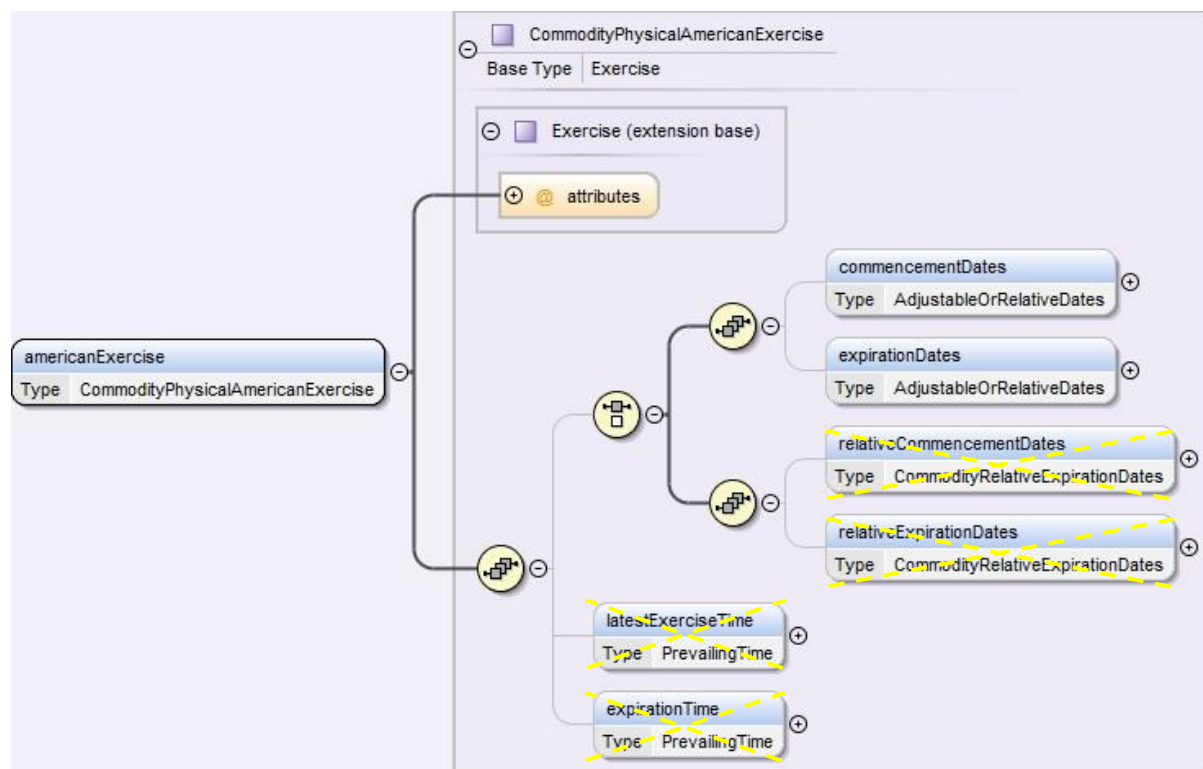 CommodityPhysicalAmericanExercise
Base Type Exercise
Exercise (extension base)
@ attributes
commencementDates
Type AdjustableOrRelativeDates
expirationDates
Type AdjustableOrRelativeDates
americanExercise
Type CommodityPhysicalAmericanExercise
relativeCommencementDates
Type CommodityRelativeExpirationDates
relativeExpirationDates
Type CommodityRelativeExpirationDates
latestExerciseTime
Type PrevailingTime
expirationTime
Type PrevailingTime